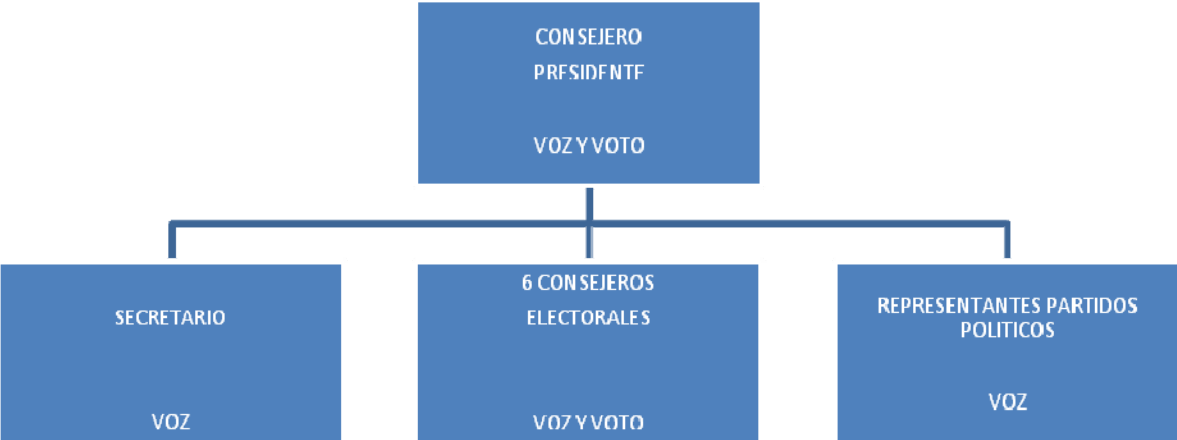 CONSEJERO
PRESIDENTE
VOZ Y VOTO
SECRETARIO
VOZ
6 CONSEJEROS
ELECTORALES
VOZ Y VOTO
REPRESENTANTES PARTIDOS
POLITICOS
VOZ